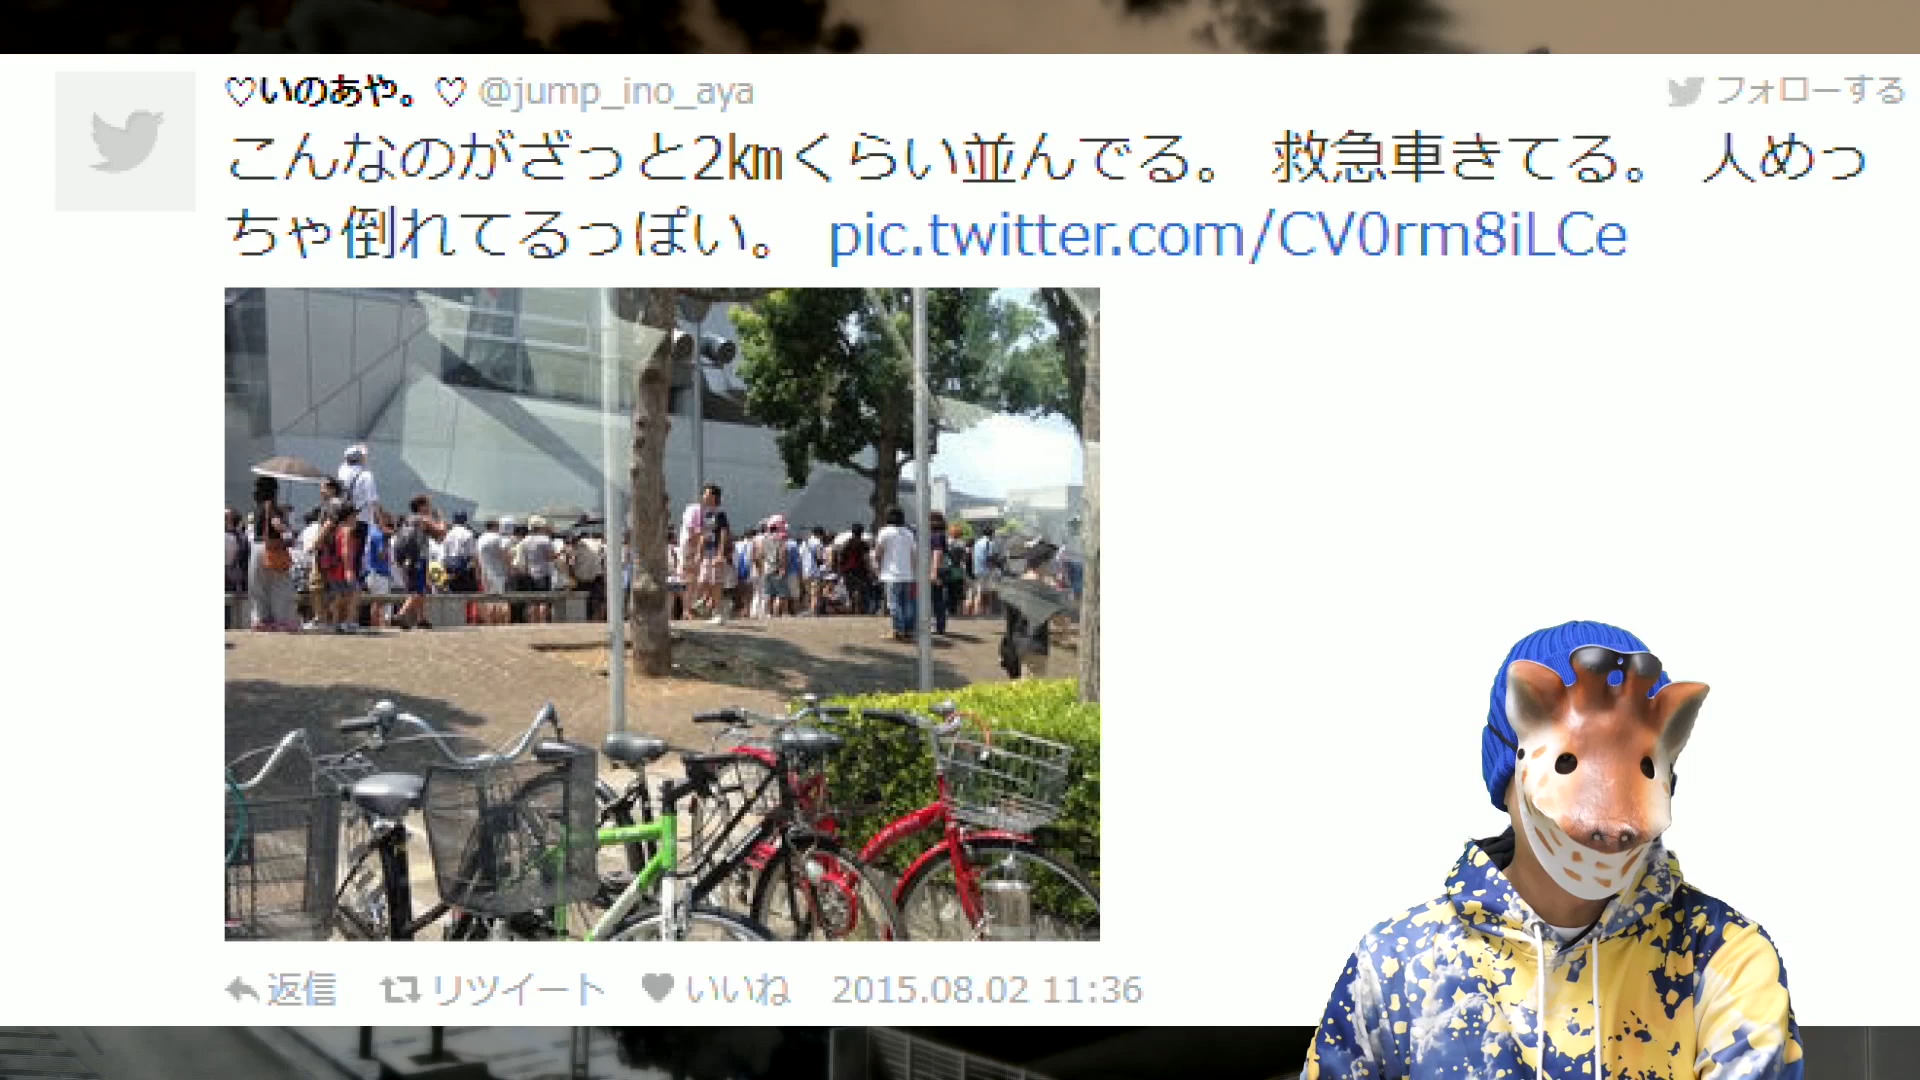 ♡いのあや。♡ @jump_ino_aya
フォローする
こんなのがざっと2㎞くらい並んでる。 救急車きてる。 人めっ
ちゃ倒れてるっぽい。 pic.twitter.com/CV0rm8iLCe
返信 リツイート いいね 2015.08.02 11:36